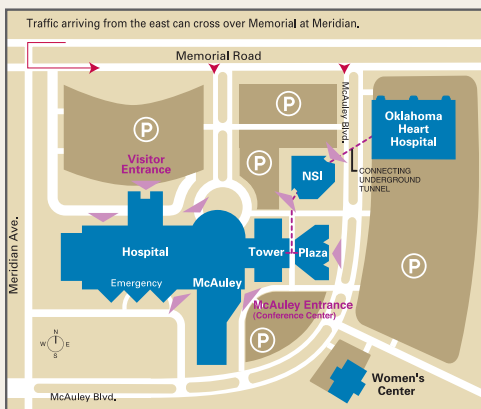 Traffic arriving from the east can cross over Memorial at Meridian.
Memorial Road
P
P
McAuley Blvd.
Oklahoma
Heart
Hospital
P
Visitor
Entrance
NSI
CONNECTING
UNDERGROUND
TUNNEL
Meridian Ave.
Hospital
Tower
Plaza
Emergency
McAuley
P
McAuley Entrance
(Conference Center)
N
W E
S
P
Women's
Center
McAuley Blvd.